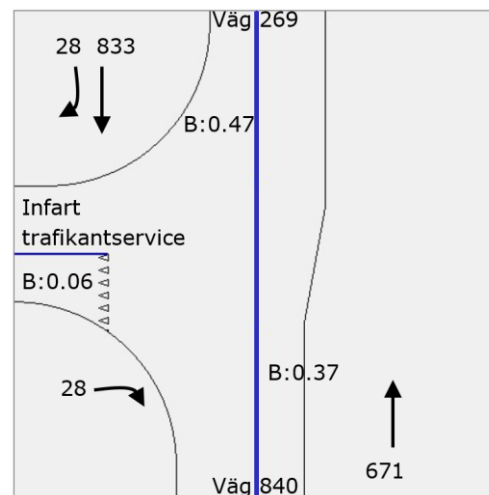 Väg 269
28 833
B:0.47
Infart
trafikantservice
B:0.06
B:0.37
28
671
Väg 840